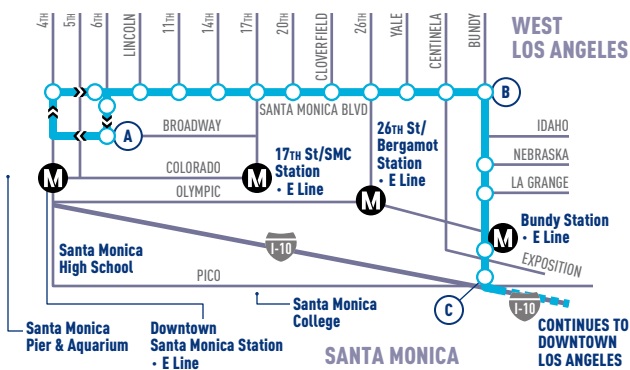 4TH
5TH
6TH
LINCOLN
11TH
14TH
17TH
20TH
CLOVERFIELD
26TH
YALE
CENTINELA
BUNDY
WEST
LOS ANGELES
B
SANTA MONICA BLVD
A
BROADWAY
IDAHO
NEBRASKA
LA GRANGE
COLORADO
OLYMPIC
M
M
17TH St/SMC
Station
• E Line
26TH St/
Bergamot
Station
• E Line
M
M
Bundy Station
• E Line
EXPOSITION
Santa Monica
High School
I-10
PICO
C
I-10
Santa Monica
Pier & Aquarium
Downtown
Santa Monica Station
• E Line
Santa Monica
College
SANTA MONICA
CONTINUES TO
DOWNTOWN
LOS ANGELES